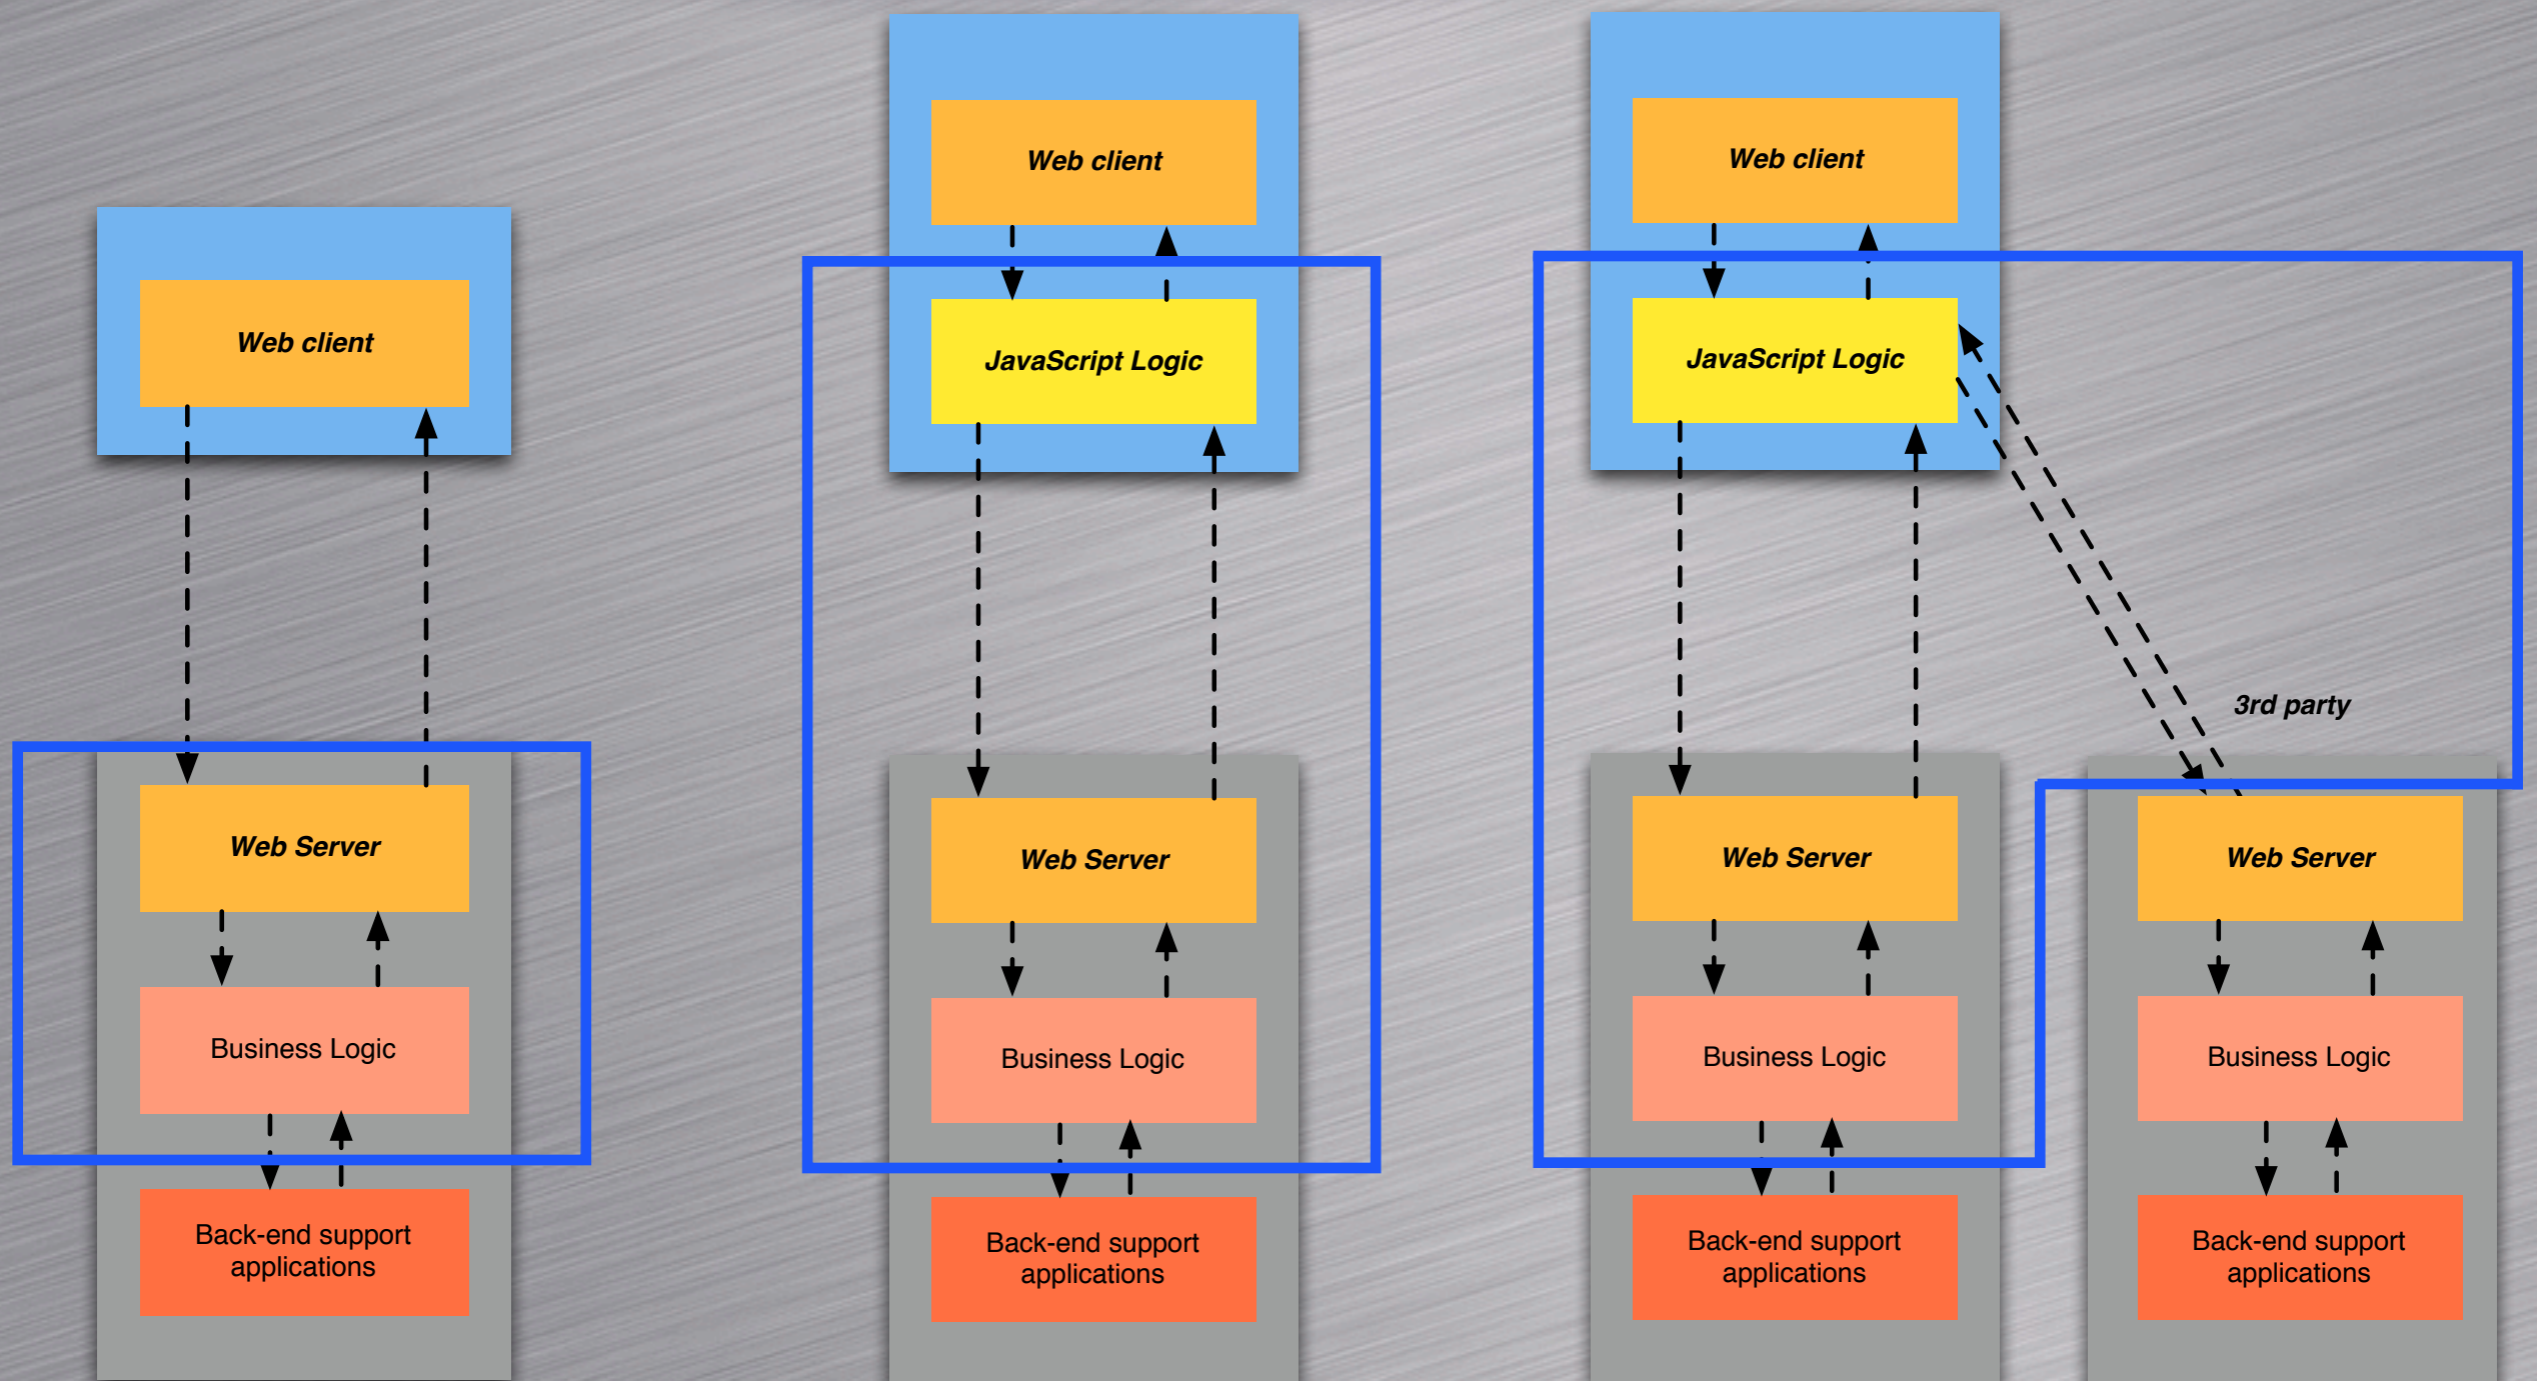 Web client
Web Server
Business Logic
Back-end support
applications
Web client
JavaScript Logic
Web Server
Business Logic
Back-end support
applications
Web client
JavaScript Logic
Web Server
Business Logic
Back-end support
applications
3rd party
Web Server
Business Logic
Back-end support
applications